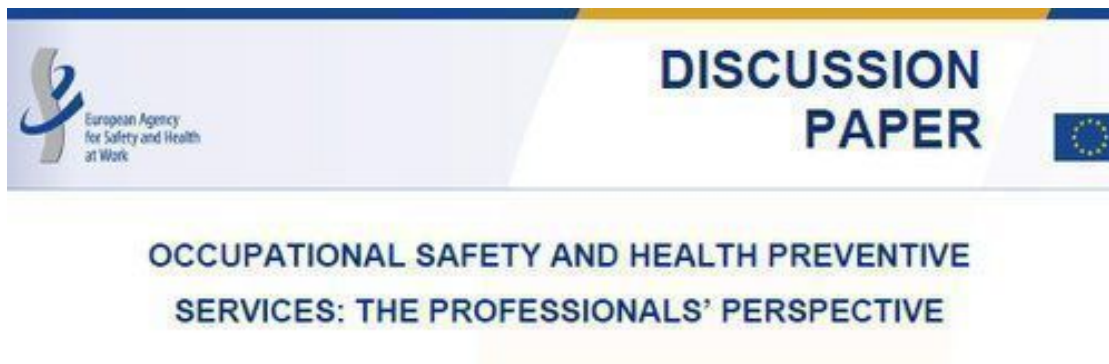 European Agency
for Safety and Health
at Work
DISCUSSION
PAPER
OCCUPATIONAL SAFETY AND HEALTH PREVENTIVE
SERVICES: THE PROFESSIONALS’ PERSPECTIVE